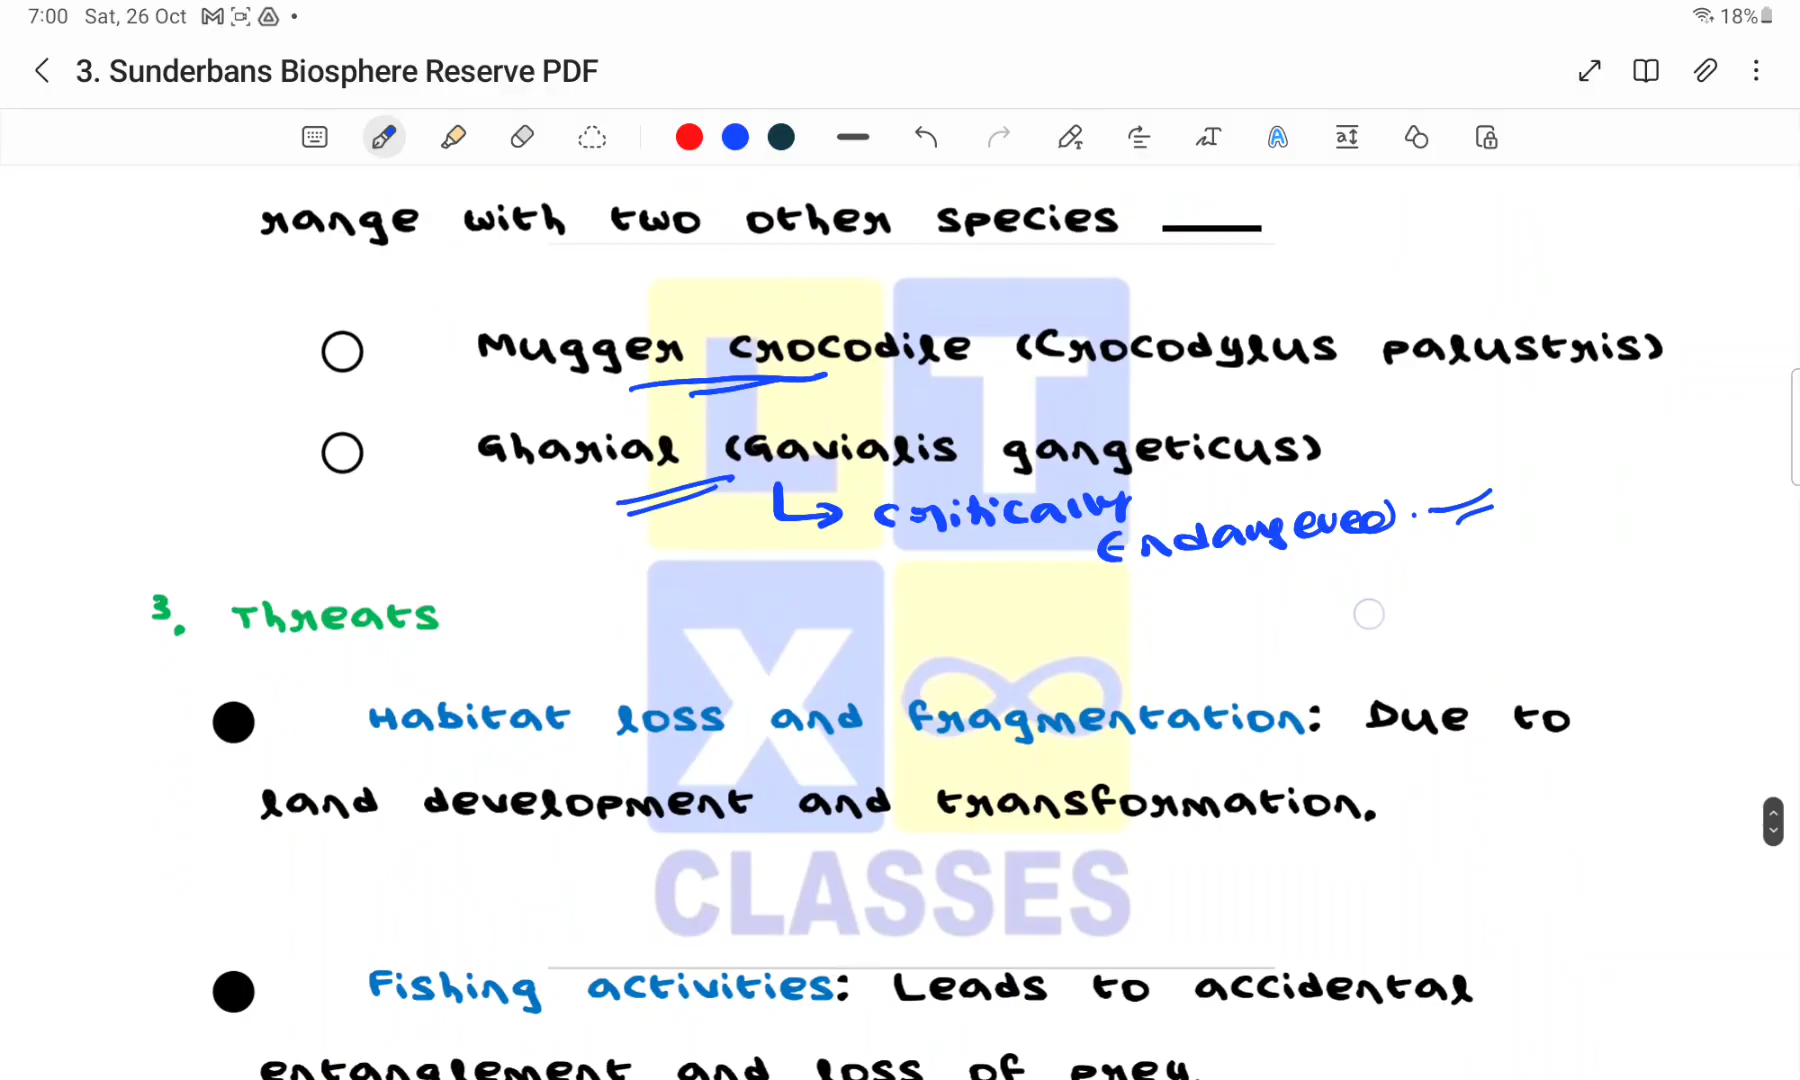 7:00 Sat, 26 Oct
18%
3. Sunderbans Biosphere Reserve PDF
range with two other species
Mugger crocodile (Crocodylus palustris)
Gharial (Gavialis gangeticus)
critically
Endangered.
3. Threats
Habitat loss and fragmentation: Due to
land development and transformation.
LTX CLASSES
Fishing activities: Leads to accidental
entanglement and loss of prey.